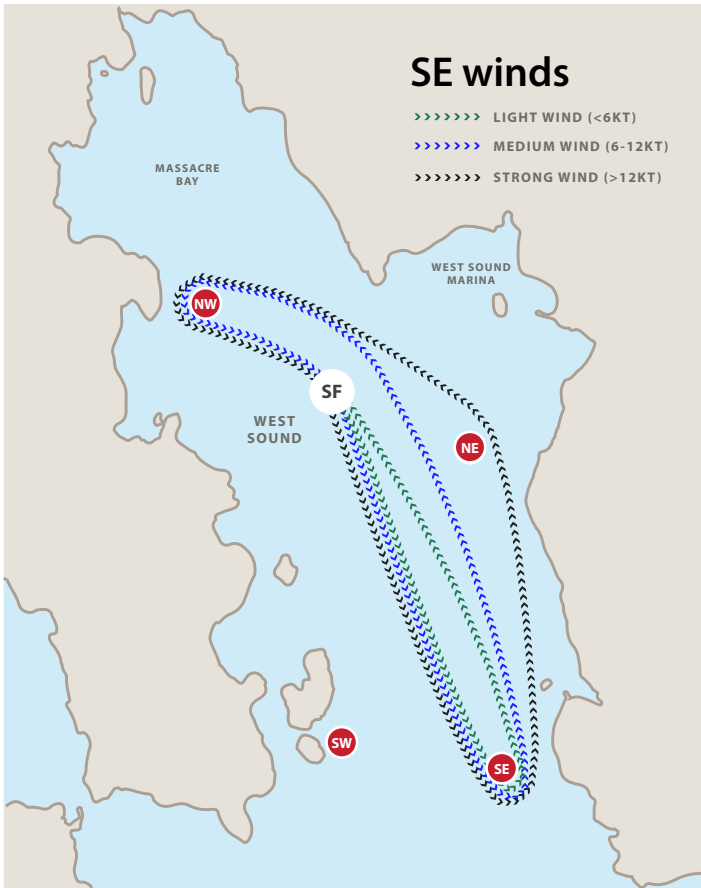 SE winds
LIGHT WIND (<6KT)
MEDIUM WIND (6-12KT)
STRONG WIND (>12KT)
MASSACRE
BAY
WEST SOUND
MARINA
NW
SF
WEST
SOUND
NE
SW
SE